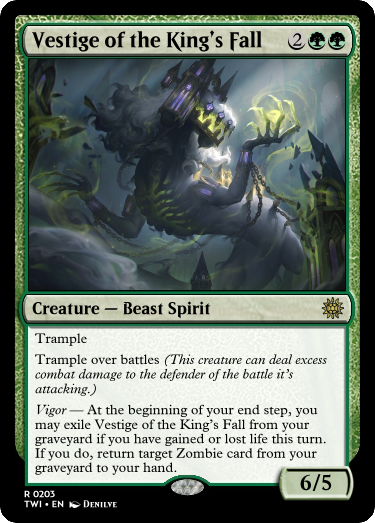 Vestige of the King's Fall 2
Creature — Beast Spirit
Trample
Trample over battles (This creature can deal excess
combat damage to the defender of the battle it's
attacking.)
Vigor — At the beginning of your end step, you
may exile Vestige of the King's Fall from your
graveyard if you have gained or lost life this turn.
If you do, return target Zombie card from your
graveyard to your hand.
6/5
R 0203
TWI • EN DENILVE